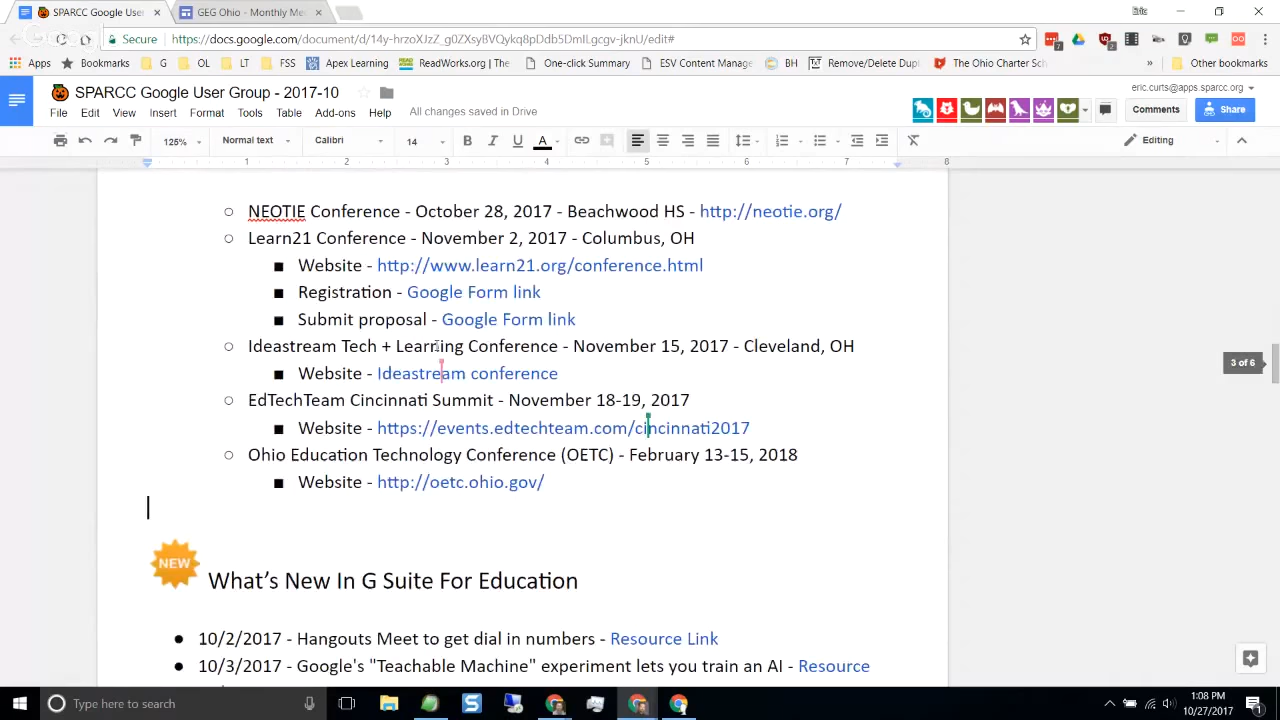 SPARCC Google User
GEG Ohio - Monthly Me
Secure
https://docs.google.com/document/d/14y-hrzoXJzZ_g0ZXsyBVQykq8pDdb5DmlLgcgv-jknU/edit#
Apps
Bookmarks
G
OL
LT
FSS
Apex Learning
ReadWorks.org | The
One-click Summary
ESV Content Manage
BH
Remove/Delete Dupl
The Ohio Charter Sch
»
Other bookmarks
SPARCC Google User Group - 2017-10
eric.curts@apps.sparcc.org
File Edit View Insert Format Tools Table Add-ons Help All changes saved in Drive
Comments
Share
125% Normal text Calibri 14 B I U A Editing
1 2 3 4 5 6 7 8
○ NEOTIE Conference - October 28, 2017 - Beachwood HS - http://neotie.org/
○ Learn21 Conference - November 2, 2017 - Columbus, OH
■ Website - http://www.learn21.org/conference.html
■ Registration - Google Form link
■ Submit proposal - Google Form link
○ Ideastream Tech + Learning Conference - November 15, 2017 - Cleveland, OH
■ Website - Ideastream conference
3 of 6
○ EdTechTeam Cincinnati Summit - November 18-19, 2017
■ Website - https://events.edtechteam.com/cincinnati2017
○ Ohio Education Technology Conference (OETC) - February 13-15, 2018
■ Website - http://oetc.ohio.gov/
NEW
What's New In G Suite For Education
● 10/2/2017 - Hangouts Meet to get dial in numbers - Resource Link
● 10/3/2017 - Google's "Teachable Machine" experiment lets you train an AI - Resource
Type here to search
1:08 PM
10/27/2017